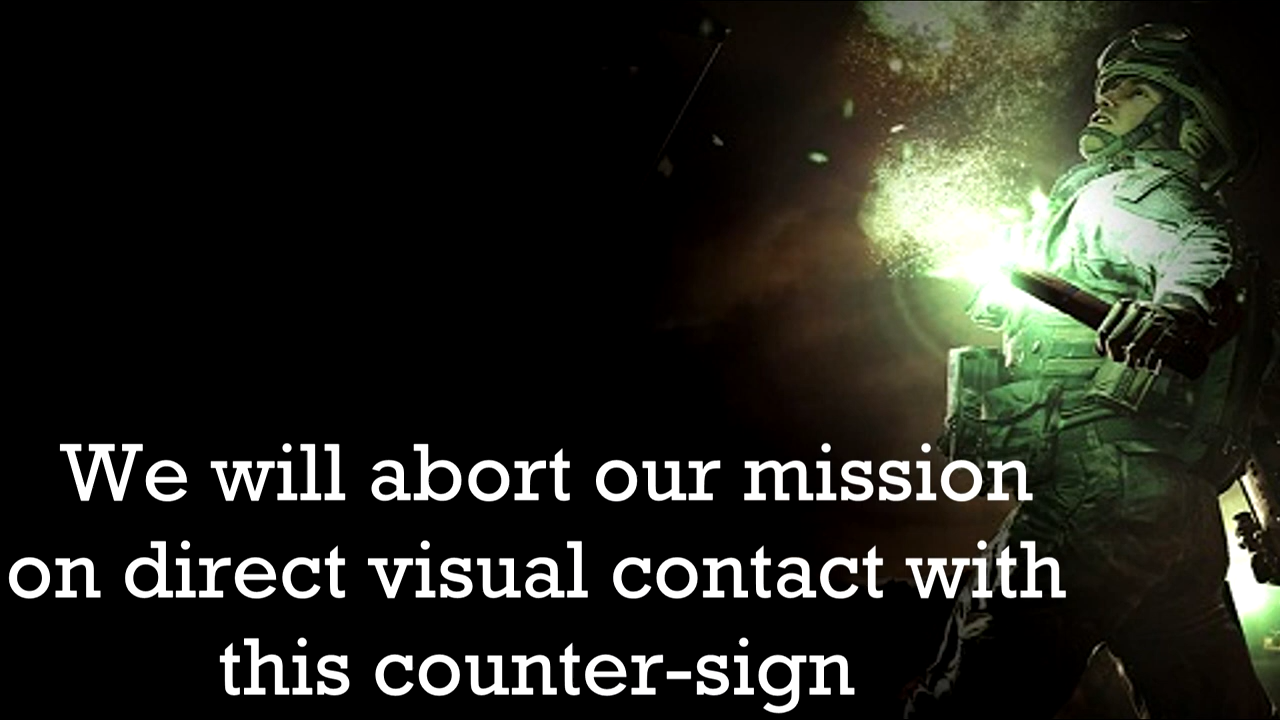 We will abort our mission
on direct visual contact with
this counter-sign